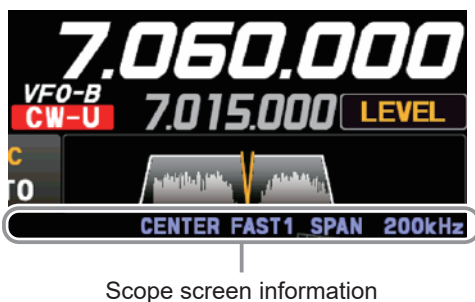 7.060.000
VFO-B
CW-U 7.015.000 LEVEL
C
TO
CENTER FAST1 SPAN 200kHz
Scope screen information